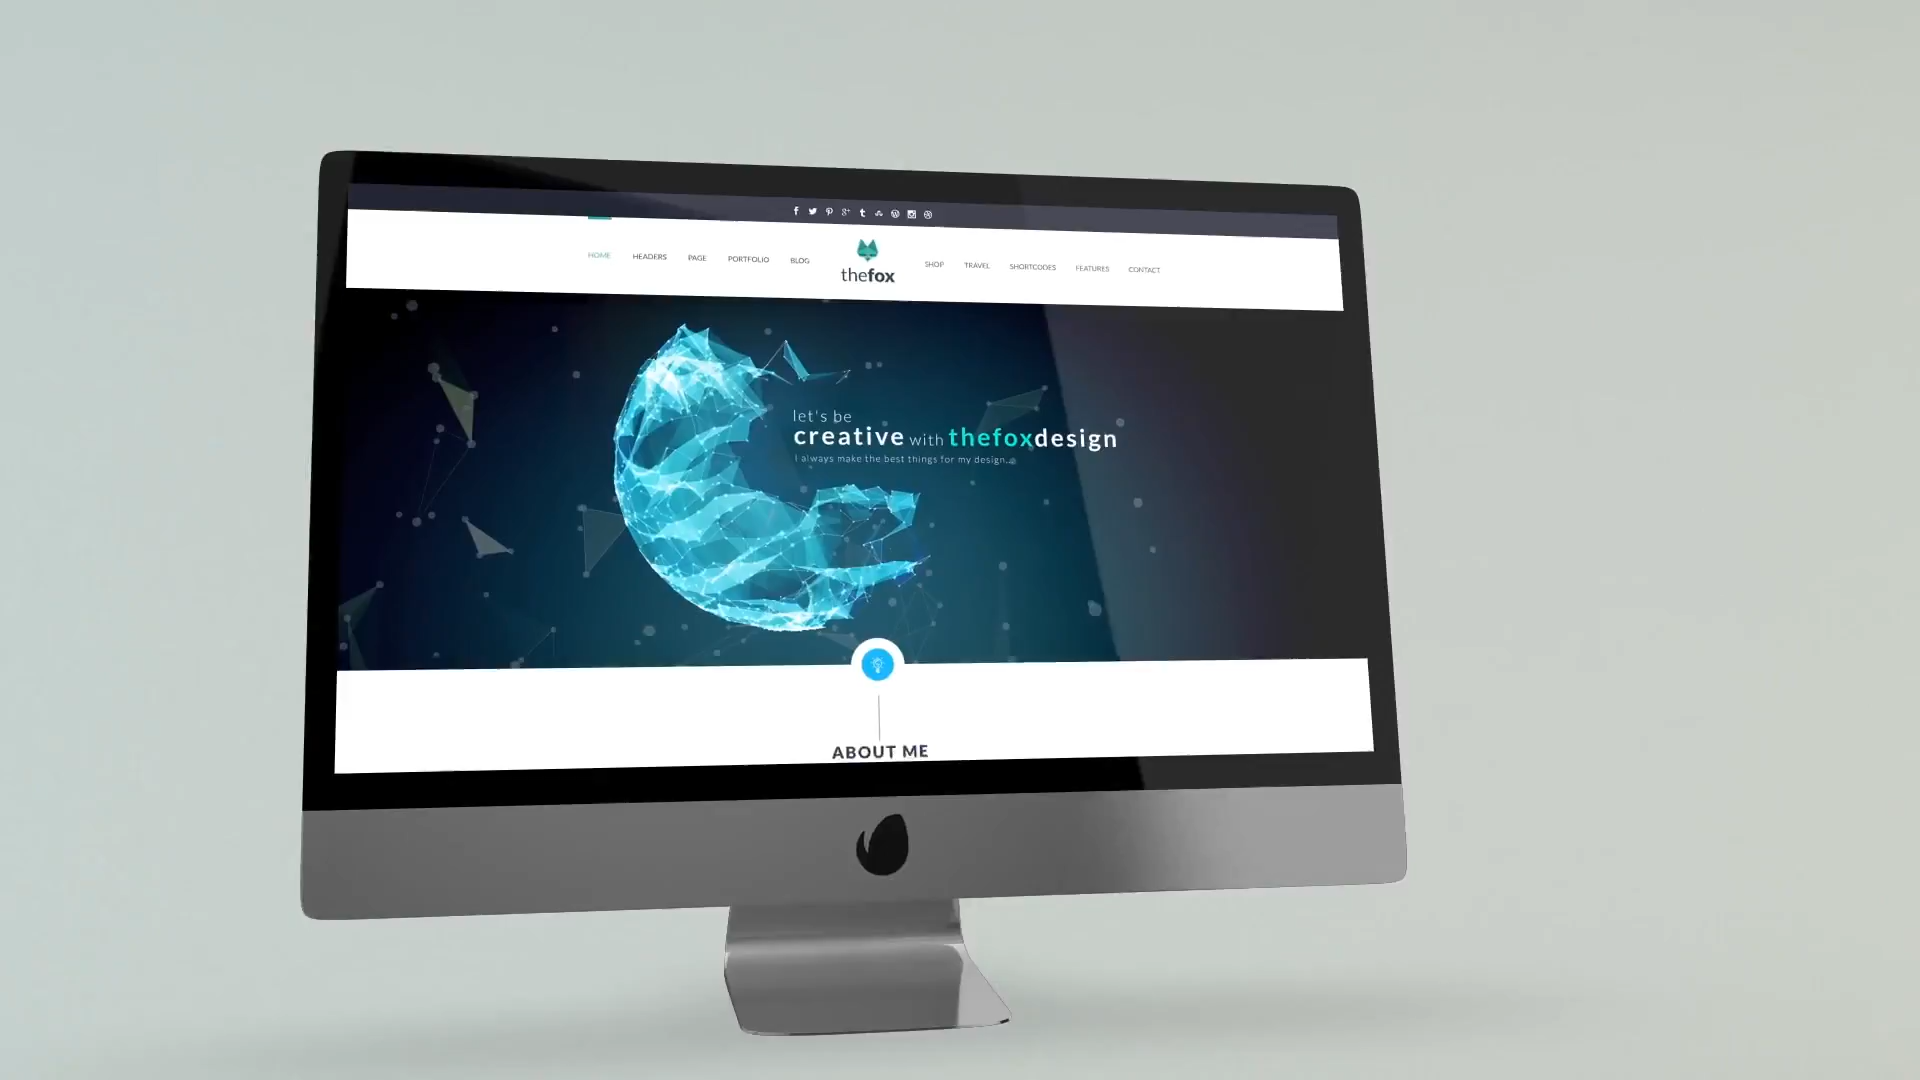 HOME HEADERS PAGE PORTFOLIO BLOG
thefox
SHOP TRAVEL SHORTCODES FEATURES CONTACT
let's be
creative with thefoxdesign
I always make the best things for my design...
ABOUT ME